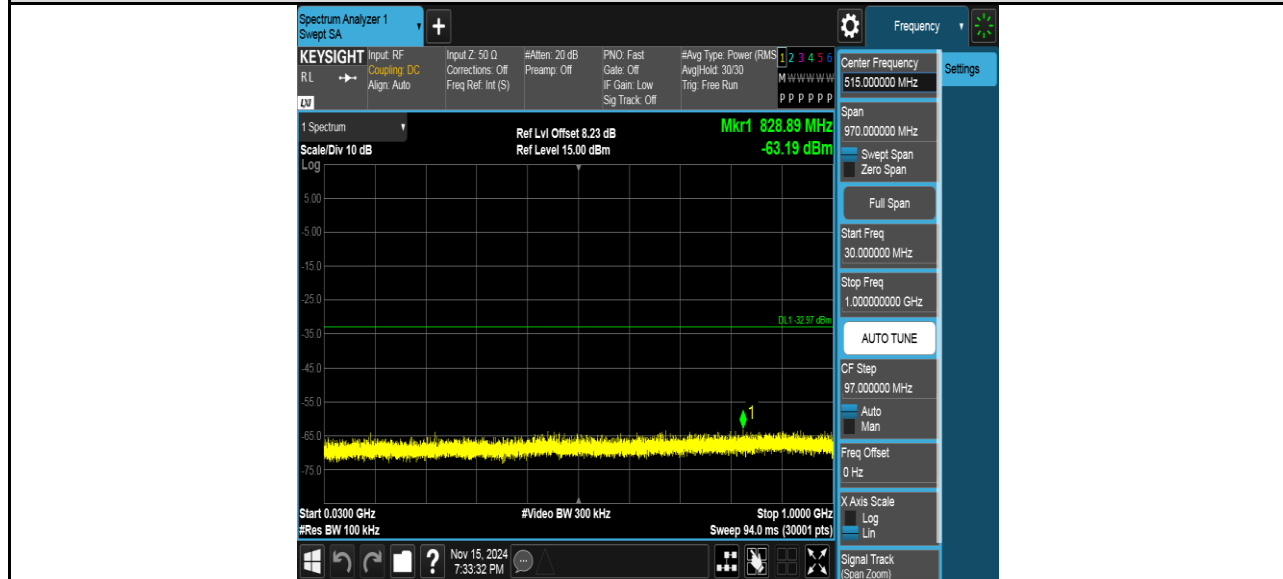 Spectrum Analyzer 1
Swept SA
+
Frequency
KEYSIGHT
RL
LXI
Input: RF
Coupling: DC
Align: Auto
Input Z: 50 Ω
Corrections: Off
Freq Ref: Int (S)
#Atten: 20 dB
Preamp: Off
PNO: Fast
Gate: Off
IF Gain: Low
Sig Track: Off
#Avg Type: Power (RMS
Avg|Hold: 30/30
Trig: Free Run
1 2 3 4 5 6
M W W W W W
P P P P P P
1 Spectrum
Scale/Div 10 dB
Log
Ref Lvl Offset 8.23 dB
Ref Level 15.00 dBm
Mkr1 828.89 MHz
-63.19 dBm
5.00
-5.00
-15.0
-25.0
DL1 -32.97 dBm
-35.0
-45.0
-55.0
1
-65.0
-75.0
Start 0.0300 GHz
#Video BW 300 kHz
Stop 1.0000 GHz
#Res BW 100 kHz
Sweep 94.0 ms (30001 pts)
?
Nov 15, 2024
7:33:32 PM
Center Frequency
515.000000 MHz
Settings
Span
970.000000 MHz
Swept Span
Zero Span
Full Span
Start Freq
30.000000 MHz
Stop Freq
1.000000000 GHz
AUTO TUNE
CF Step
97.000000 MHz
Auto
Man
Freq Offset
0 Hz
X Axis Scale
Log
Lin
Signal Track
(Span Zoom)